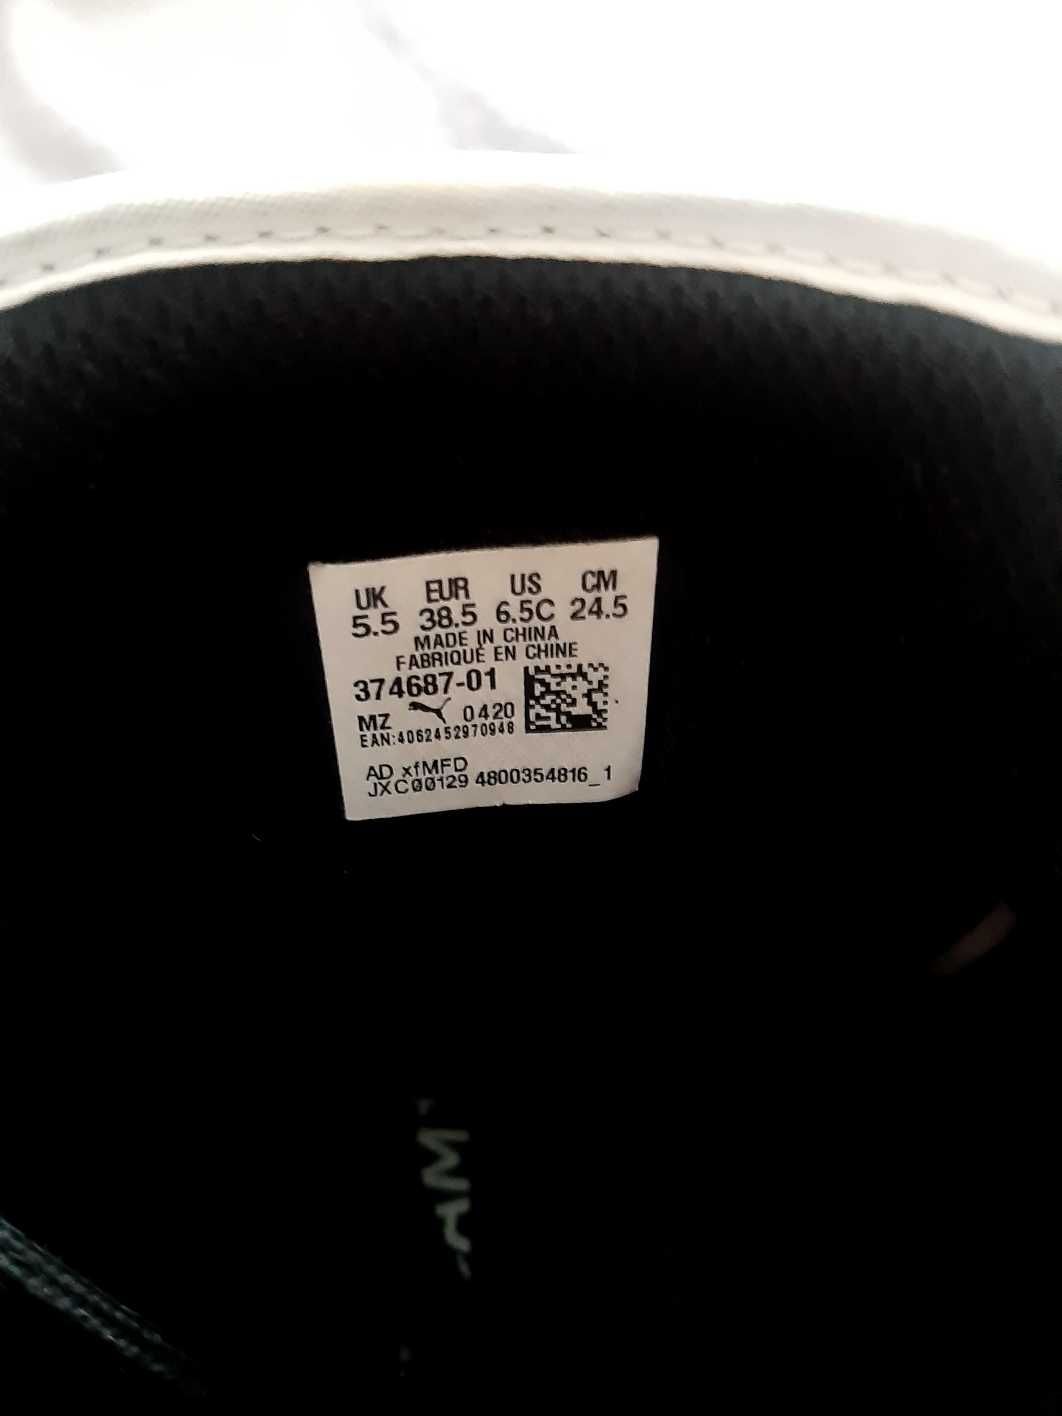 UK EUR US CM
5.5 38.5 6.5C 24.5
MADE IN CHINA
FABRIQUÉ EN CHINE
374687-01
MZ 0420
EAN:4062452970948
AD xfMFD
JXC00129 4800354816_1